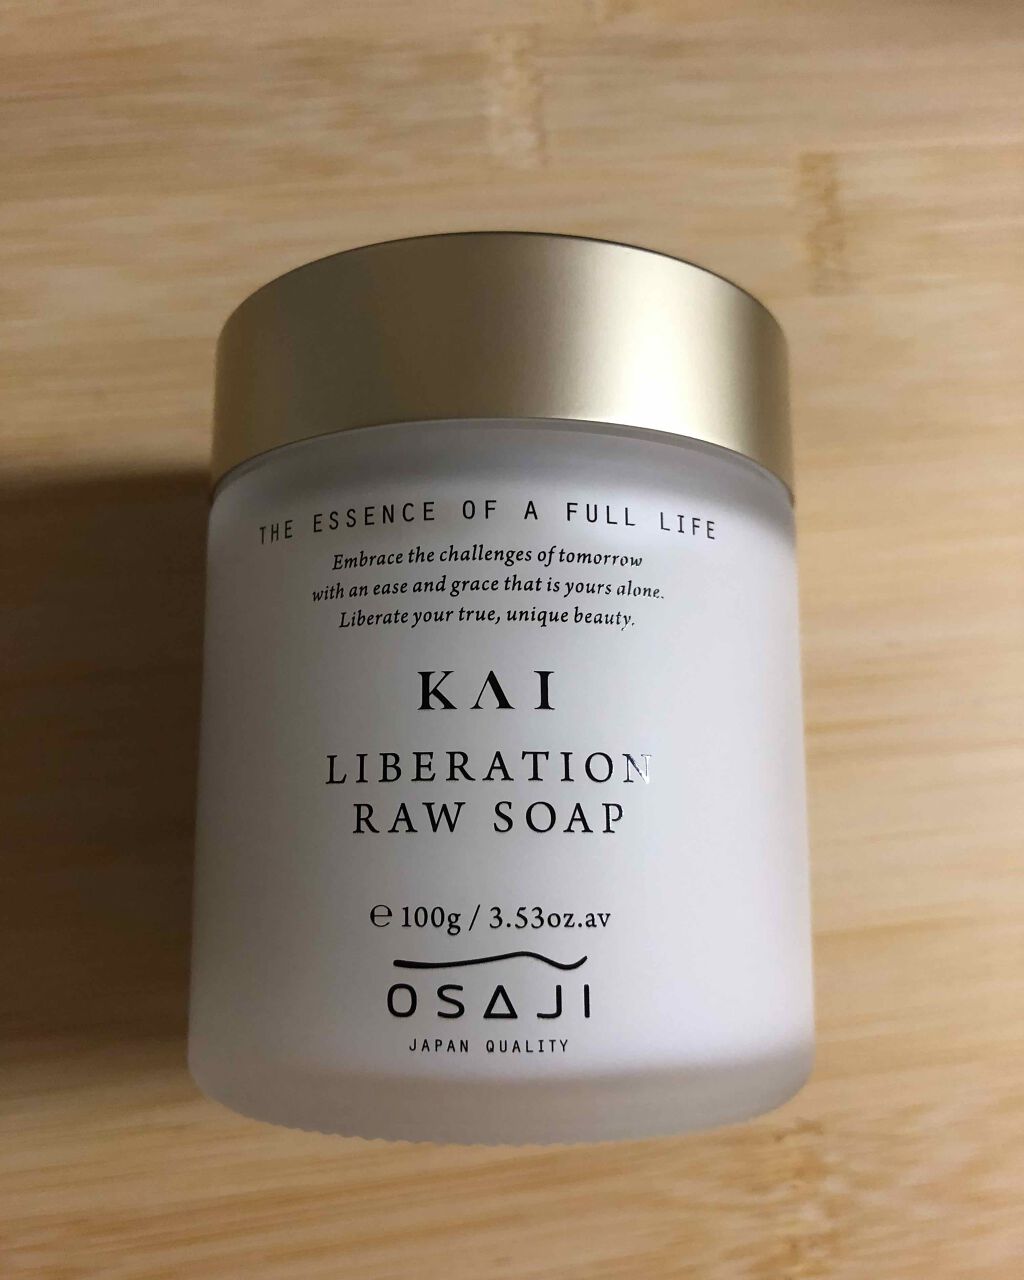 THE ESSENCE OF A FULL LIFE
Embrace the challenges of tomorrow
with an ease and grace that is yours alone.
Liberate your true, unique beauty.
KΛI
LIBERATION
RAW SOAP
℮ 100g / 3.53oz.av
OSAJI
JAPAN QUALITY